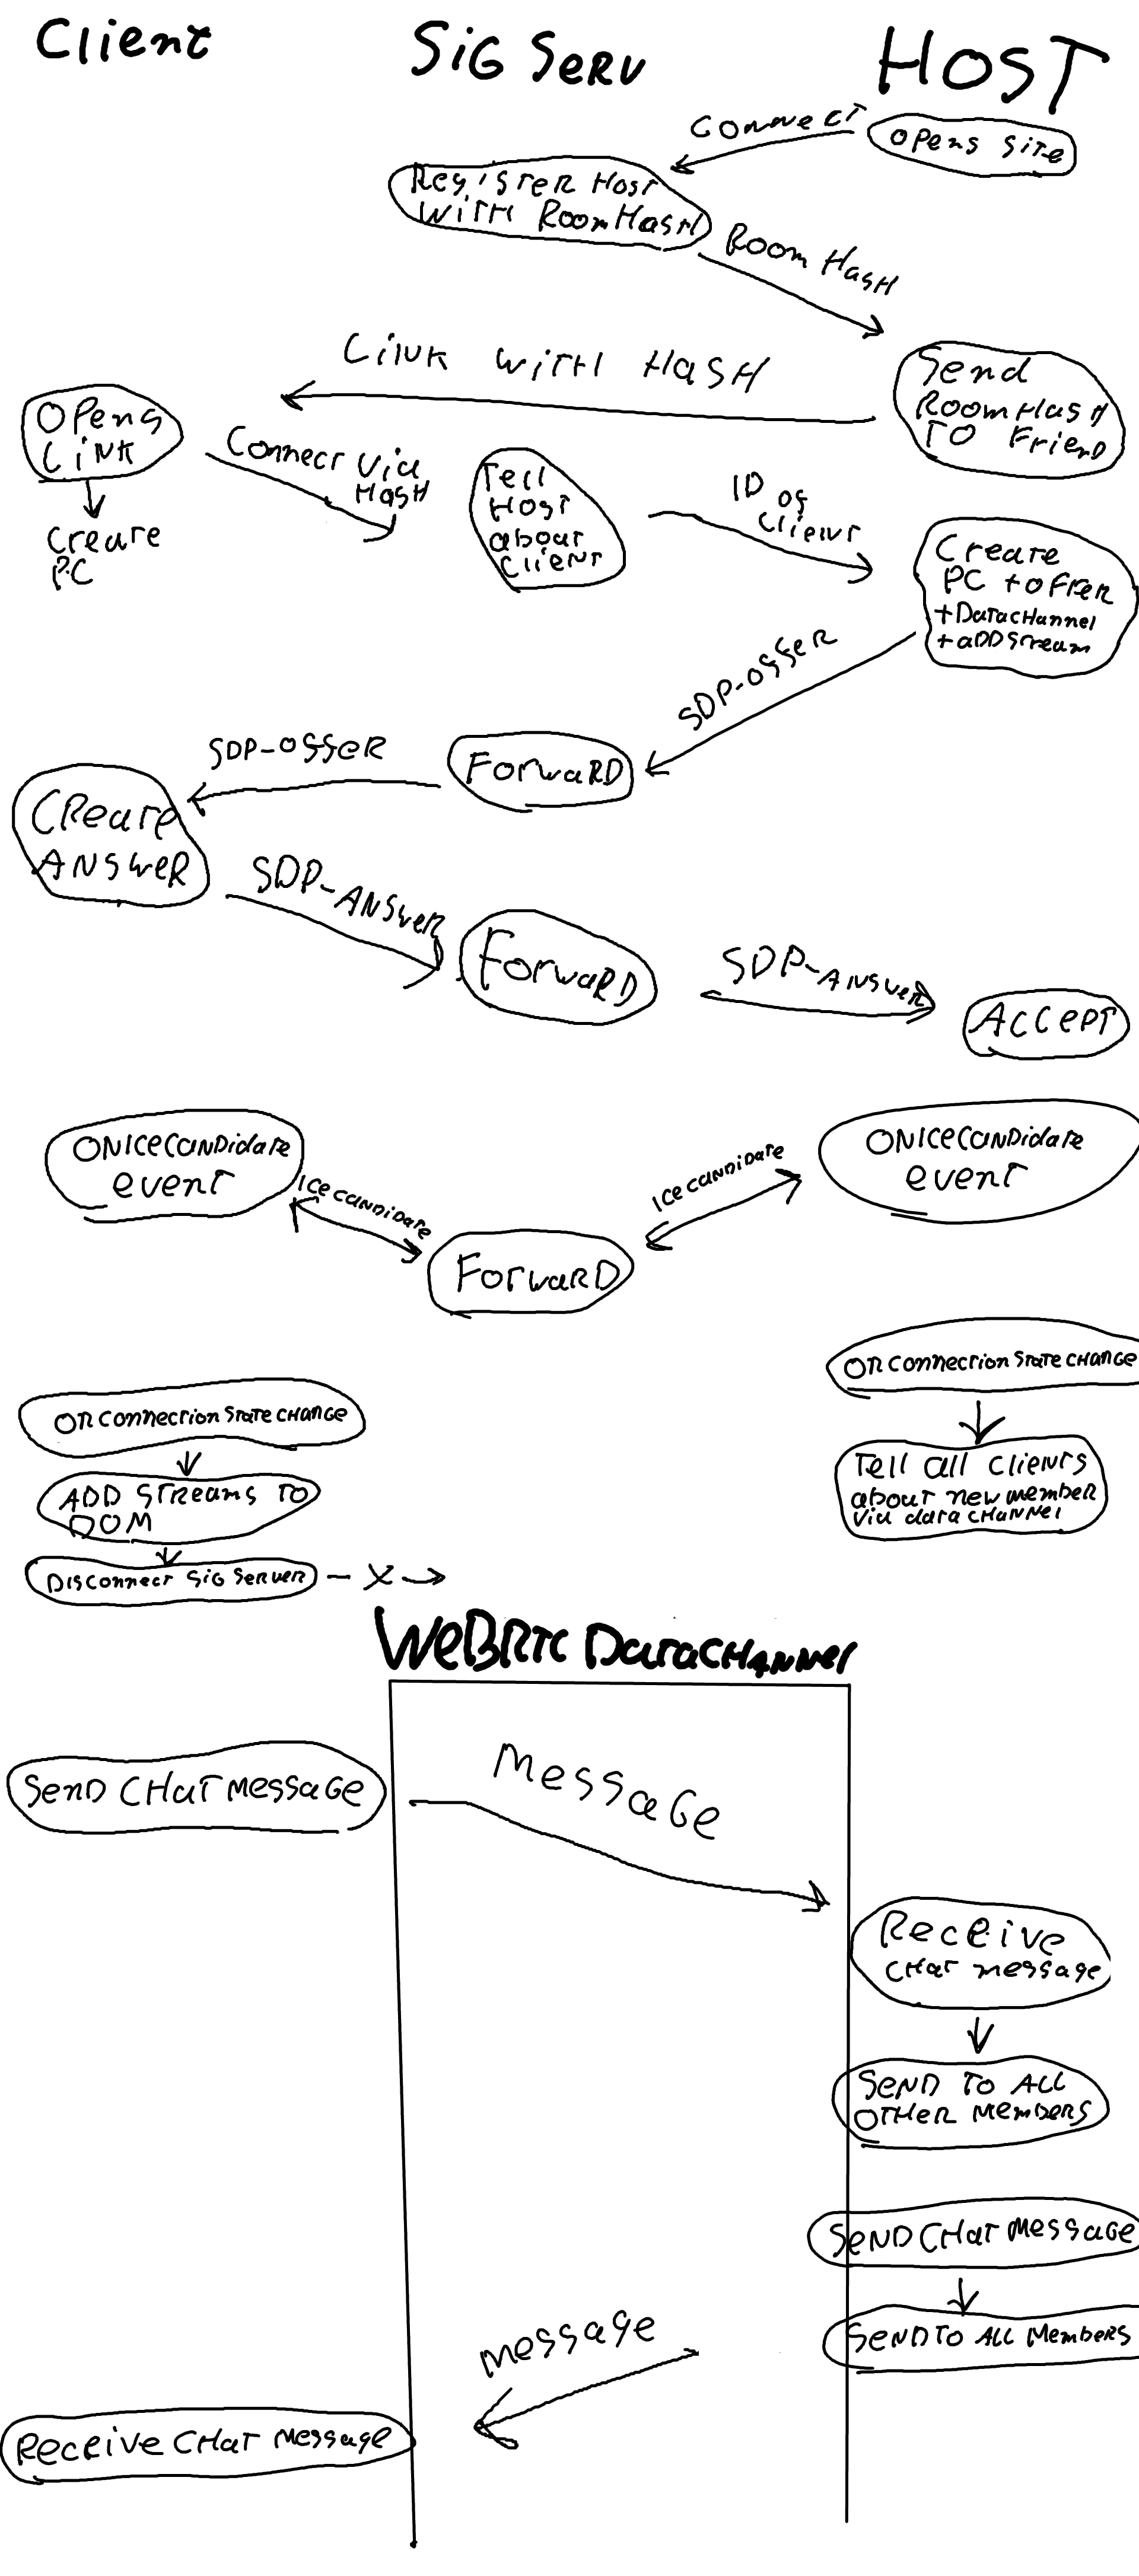 Client
SiG Serv
HOST
CONNECT
OPENS SITE
REGISTER HOST
WITH ROOMHASH
ROOM HASH
LiNK WITH HASH
Send
ROOMHASH
TO FRIEND
OPENS
LiNK
Create
PC
Connect via
HASH
Tell
HOST
about
CLIENT
ID of
Client
Create
PC + OFFER
+DATACHANNEL
+aDDStream
SDP-OFFER
FORWARD
SDP-OFFER
CReate
ANSWER
SDP-ANSWER
FORWARD
SDP-ANSWER
ACCEPT
ONICECANDidate
event
ICECANDIDATE
FORWARD
ICECANDIDATE
ONICECANDidate
event
ON CONNECTION STATE CHANGE
Tell all Clients
about new member
via data CHANNEL
ON CONNECTION STATE CHANGE
ADD STREAMS TO
DOM
DISCONNECT SIG SERVER - X
WeBRTC DataCHANNel
SEND CHAT MESSAGE
MESSAGE
Receive
CHAT message
SEND TO ALL
OTHER MEMBERS
SEND CHAT MESSAGE
SEND TO ALL MEMBERS
message
RECEIVE CHAT MESSAGE